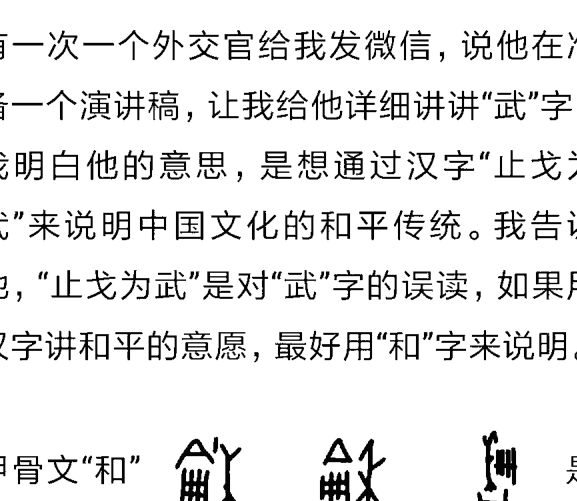 有一次一个外交官给我发微信，说他在准
备一个演讲稿，让我给他详细讲讲“武”字
我明白他的意思，是想通过汉字“止戈为
武”来说明中国文化的和平传统。我告诉
他，“止戈为武”是对“武”字的误读，如果用
汉字讲和平的意愿，最好用“和”字来说明。
甲骨文“和” 是